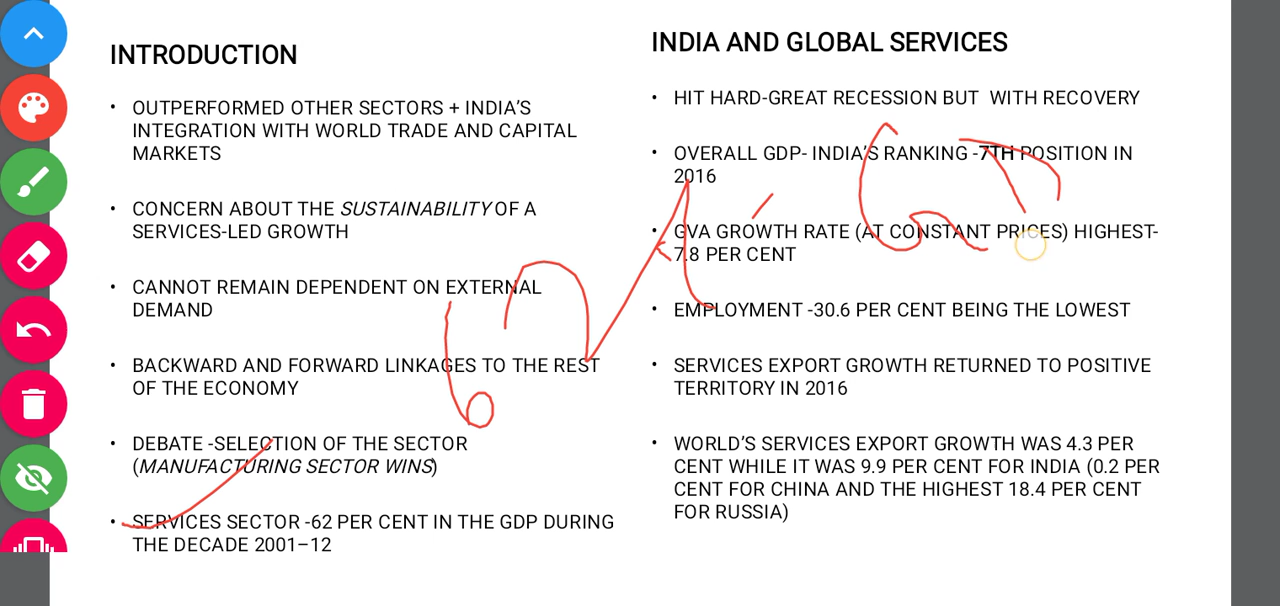 INTRODUCTION
• OUTPERFORMED OTHER SECTORS + INDIA'S
INTEGRATION WITH WORLD TRADE AND CAPITAL
MARKETS
• CONCERN ABOUT THE SUSTAINABILITY OF A
SERVICES-LED GROWTH
• CANNOT REMAIN DEPENDENT ON EXTERNAL
DEMAND
• BACKWARD AND FORWARD LINKAGES TO THE REST
OF THE ECONOMY
• DEBATE -SELECTION OF THE SECTOR
(MANUFACTURING SECTOR WINS)
• SERVICES SECTOR -62 PER CENT IN THE GDP DURING
THE DECADE 2001–12
INDIA AND GLOBAL SERVICES
• HIT HARD-GREAT RECESSION BUT WITH RECOVERY
• OVERALL GDP- INDIA'S RANKING -7TH POSITION IN
2016
• GVA GROWTH RATE (AT CONSTANT PRICES) HIGHEST-
7.8 PER CENT
• EMPLOYMENT -30.6 PER CENT BEING THE LOWEST
• SERVICES EXPORT GROWTH RETURNED TO POSITIVE
TERRITORY IN 2016
• WORLD'S SERVICES EXPORT GROWTH WAS 4.3 PER
CENT WHILE IT WAS 9.9 PER CENT FOR INDIA (0.2 PER
CENT FOR CHINA AND THE HIGHEST 18.4 PER CENT
FOR RUSSIA)